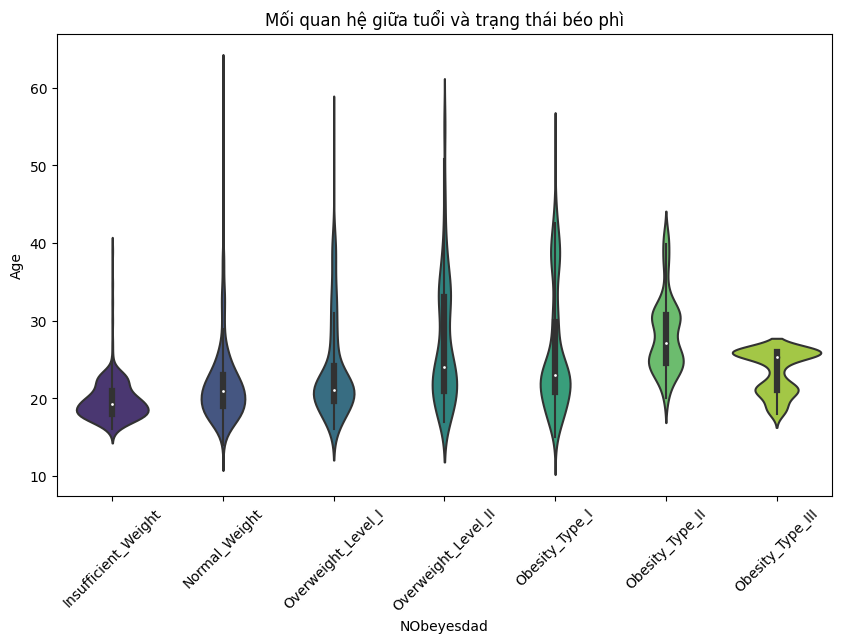 Mối quan hệ giữa tuổi và trạng thái béo phì
Age
60
50
40
30
20
10
Insufficient_Weight
Normal_Weight
Overweight_Level_I
Overweight_Level_II
Obesity_Type_I
Obesity_Type_II
Obesity_Type_III
NObeyesdad